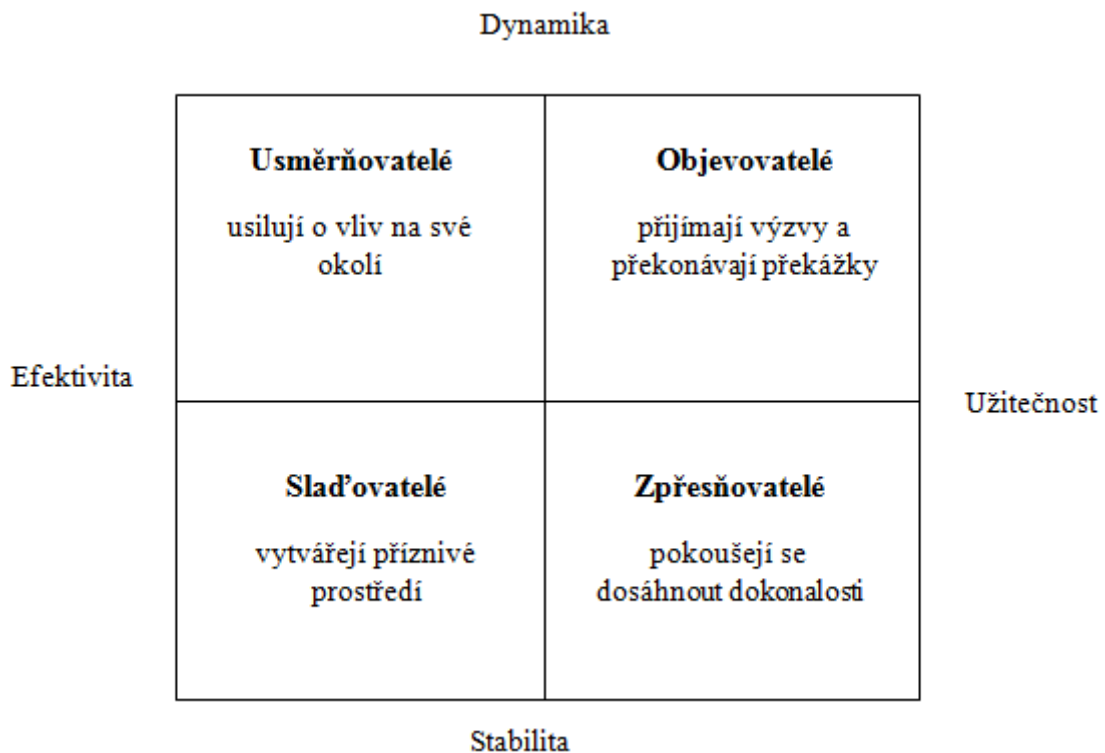 Dynamika
Usměrňovatelé
usilují o vliv na své
okolí
Objevovatelé
přijímají výzvy a
překonávají překážky
Efektivita
Užitečnost
Slaďovatelé
vytvářejí příznivé
prostředí
Zpřesňovatelé
pokoušejí se
dosáhnout dokonalosti
Stabilita